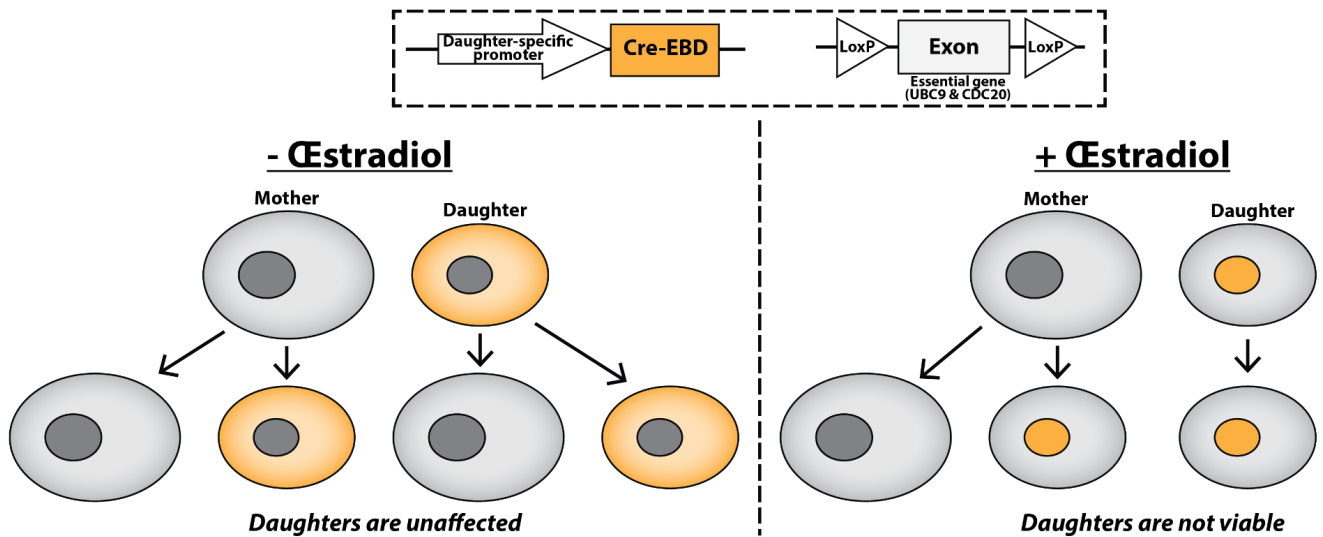 Daughter-specific
promoter
Cre-EBD
LoxP
Exon
LoxP
Essential gene
(UBC9 & CDC20)
- Œstradiol
Mother
Daughter
Daughters are unaffected
+ Œstradiol
Mother
Daughter
Daughters are not viable